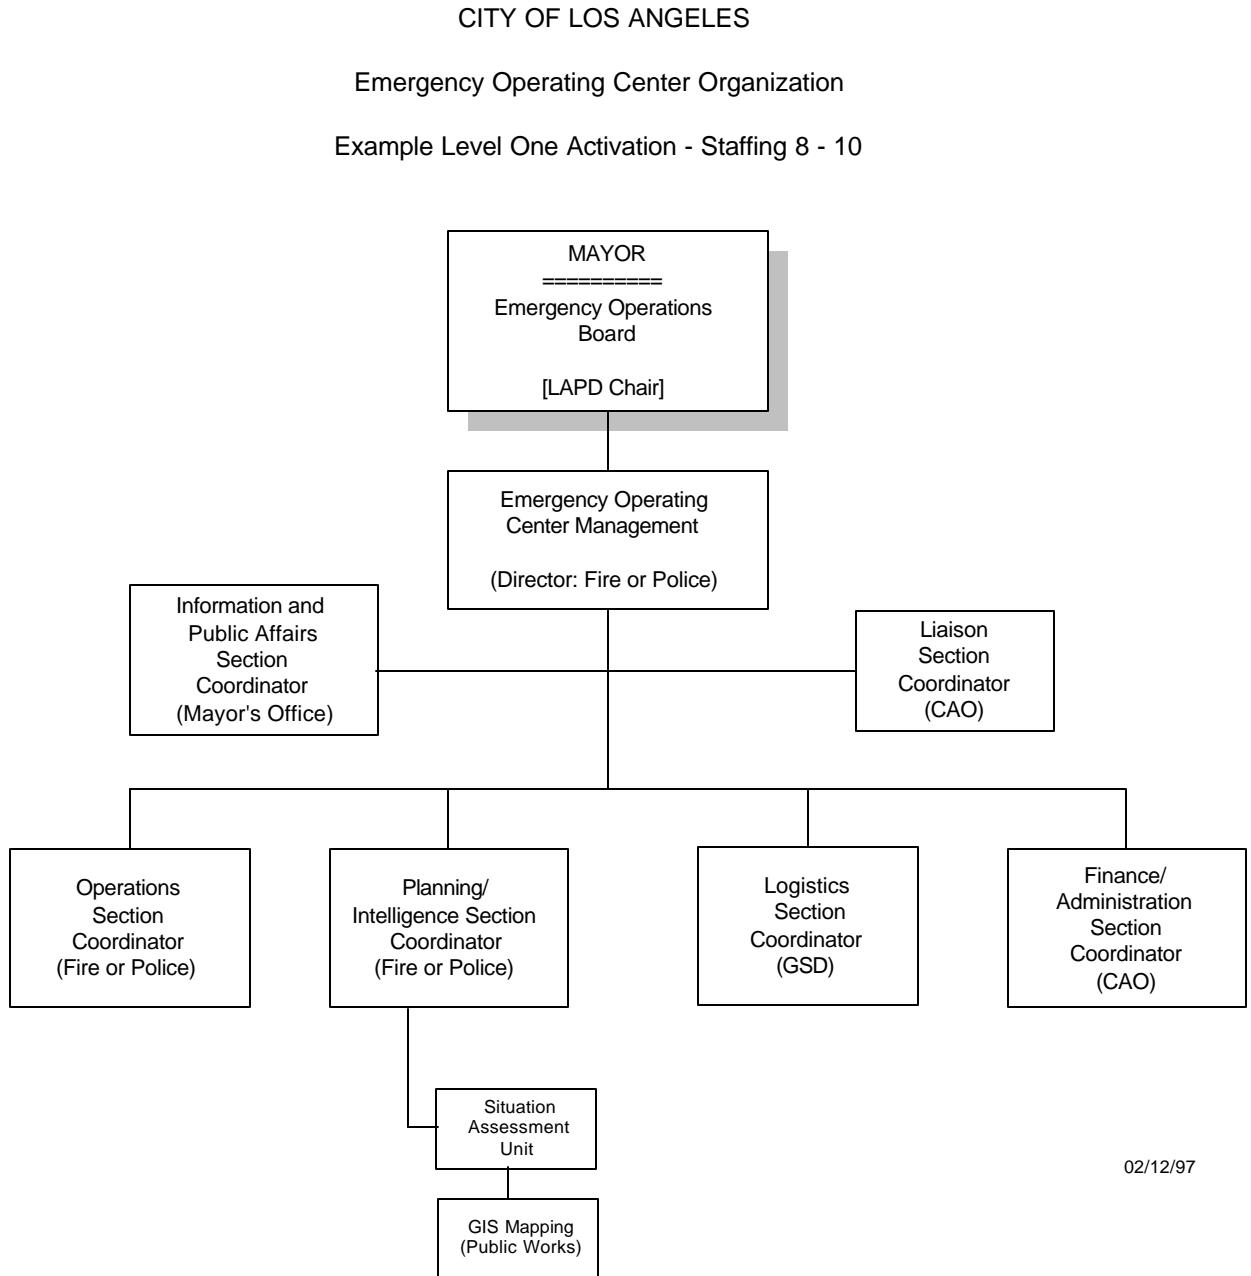 CITY OF LOS ANGELES
Emergency Operating Center Organization
Example Level One Activation - Staffing 8 - 10
MAYOR
==========
Emergency Operations
Board
[LAPD Chair]
Emergency Operating
Center Management
(Director: Fire or Police)
Information and
Public Affairs
Section
Coordinator
(Mayor's Office)
Liaison
Section
Coordinator
(CAO)
Operations
Section
Coordinator
(Fire or Police)
Planning/
Intelligence Section
Coordinator
(Fire or Police)
Logistics
Section
Coordinator
(GSD)
Finance/
Administration
Section
Coordinator
(CAO)
Situation
Assessment
Unit
GIS Mapping
(Public Works)
02/12/97